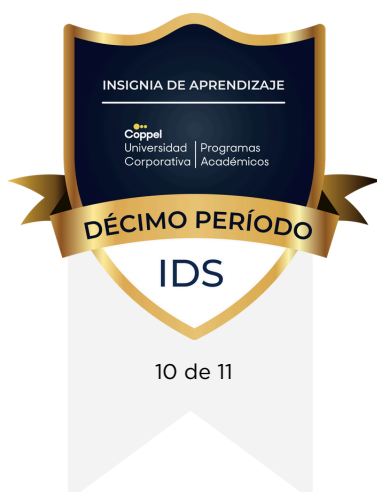 INSIGNIA DE APRENDIZAJE
Coppel
Universidad | Programas
Corporativa | Académicos
DÉCIMO PERÍODO
IDS
10 de 11